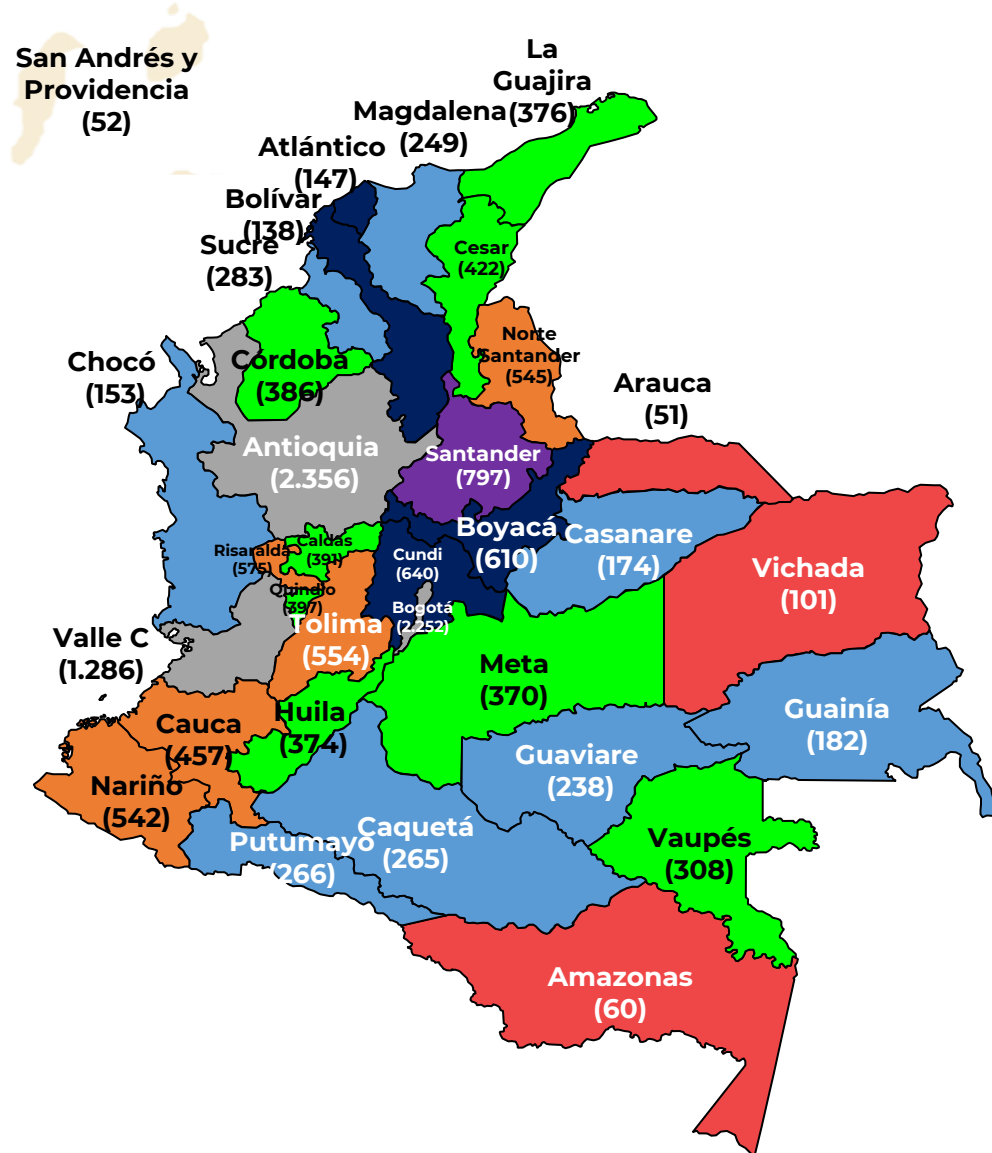 San Andrés y
Providencia
(52)
La
Guajira
(376)
Magdalena
(249)
Atlántico
(147)
Bolívar
(138)
Sucre
(283)
Cesar
(422)
Norte
Santander
(545)
Chocó
(153)
Córdoba
(386)
Arauca
(51)
Antioquia
(2.356)
Santander
(797)
Boyacá
(610)
Casanare
(174)
Vichada
(101)
Risaralda
(575)
Caldas
(391)
Cundi
(640)
Quindío
(397)
Bogotá
(2.252)
Tolima
(554)
Valle C
(1.286)
Meta
(370)
Guainía
(182)
Cauca
(457)
Huila
(374)
Guaviare
(238)
Nariño
(542)
Putumayo
(266)
Caquetá
(265)
Vaupés
(308)
Amazonas
(60)